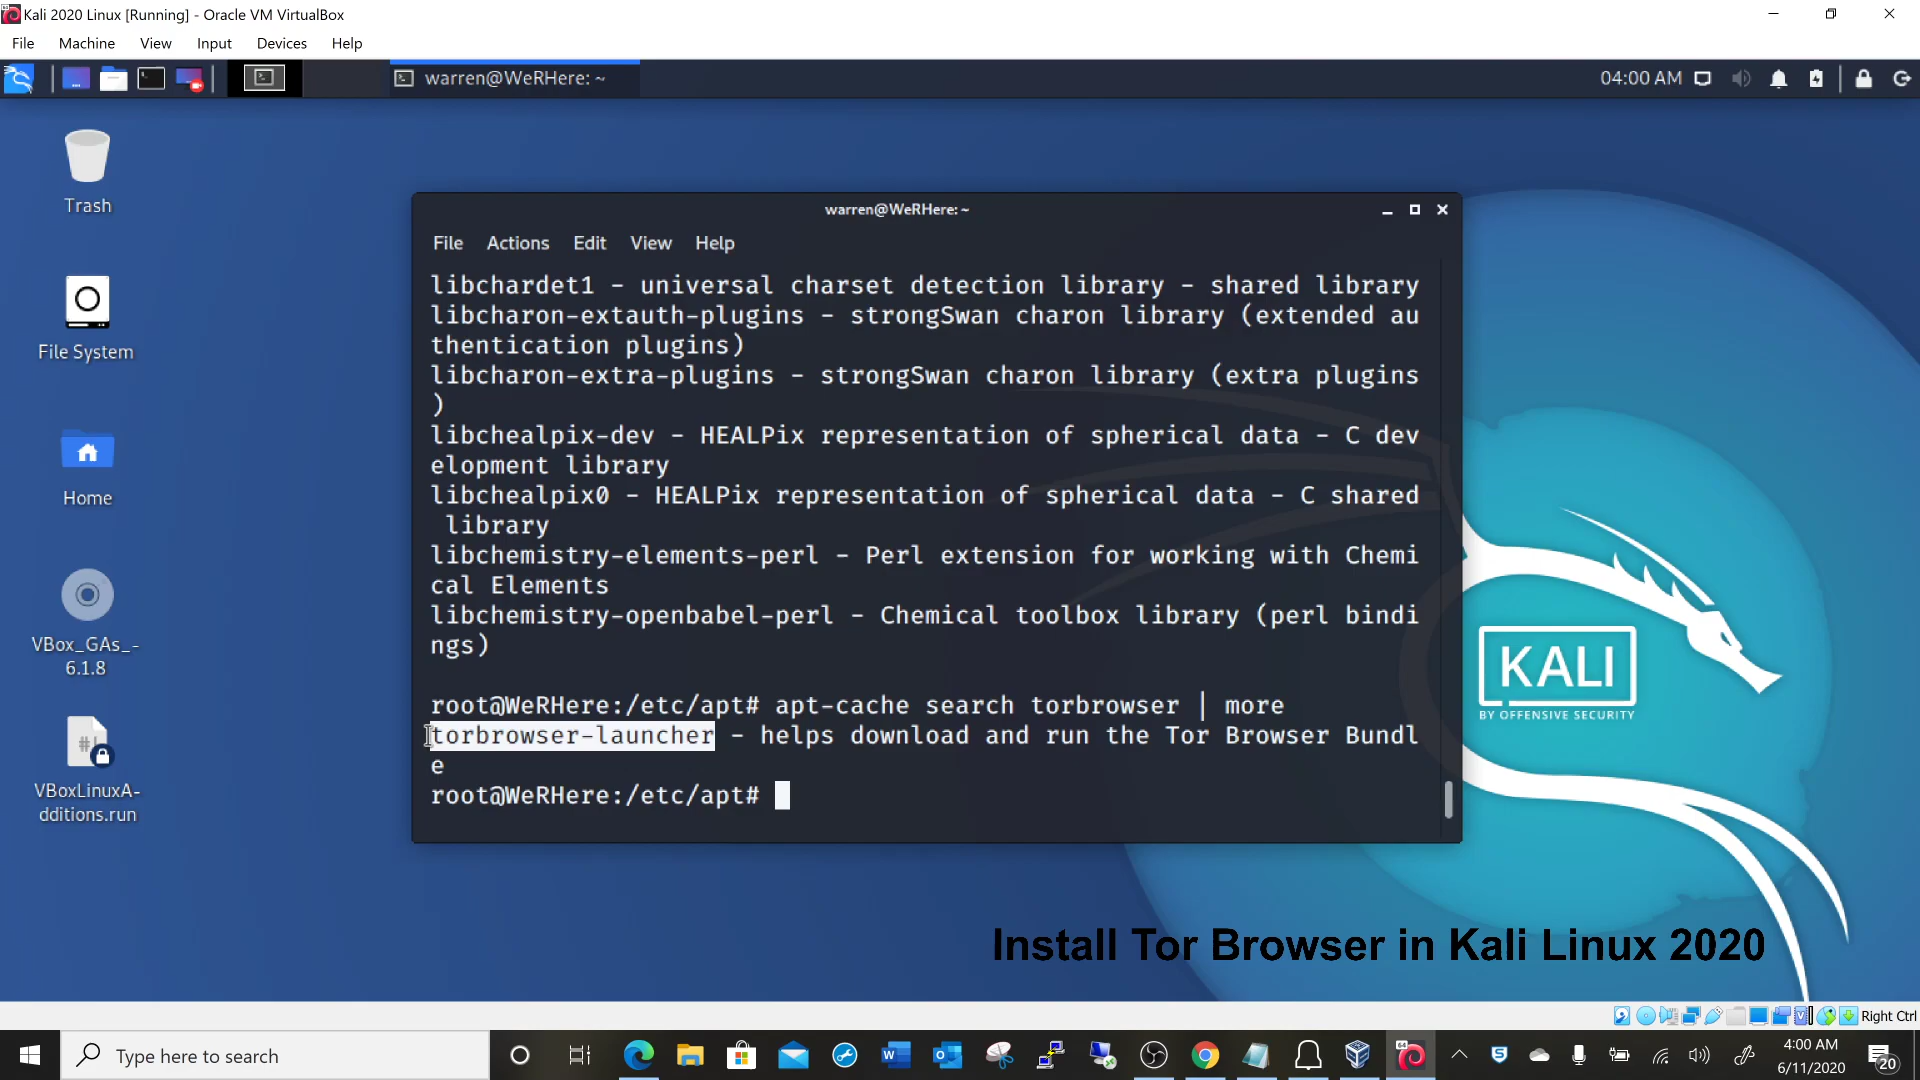 Kali 2020 Linux [Running] - Oracle VM VirtualBox
File Machine View Input Devices Help
warren@WeRHere: ~
04:00 AM
Trash
File System
Home
VBox_GAs_-
6.1.8
VBoxLinuxA-
dditions.run
warren@WeRHere: ~
File Actions Edit View Help
libchardet1 - universal charset detection library - shared library
libcharon-extauth-plugins - strongSwan charon library (extended au
thentication plugins)
libcharon-extra-plugins - strongSwan charon library (extra plugins
)
libchealpix-dev - HEALPix representation of spherical data - C dev
elopment library
libchealpix0 - HEALPix representation of spherical data - C shared
 library
libchemistry-elements-perl - Perl extension for working with Chemi
cal Elements
libchemistry-openbabel-perl - Chemical toolbox library (perl bindi
ngs)
root@WeRHere:/etc/apt# apt-cache search torbrowser | more
torbrowser-launcher - helps download and run the Tor Browser Bundl
e
root@WeRHere:/etc/apt#
KALI
BY OFFENSIVE SECURITY
Install Tor Browser in Kali Linux 2020
Right Ctrl
Type here to search
4:00 AM
6/11/2020
20